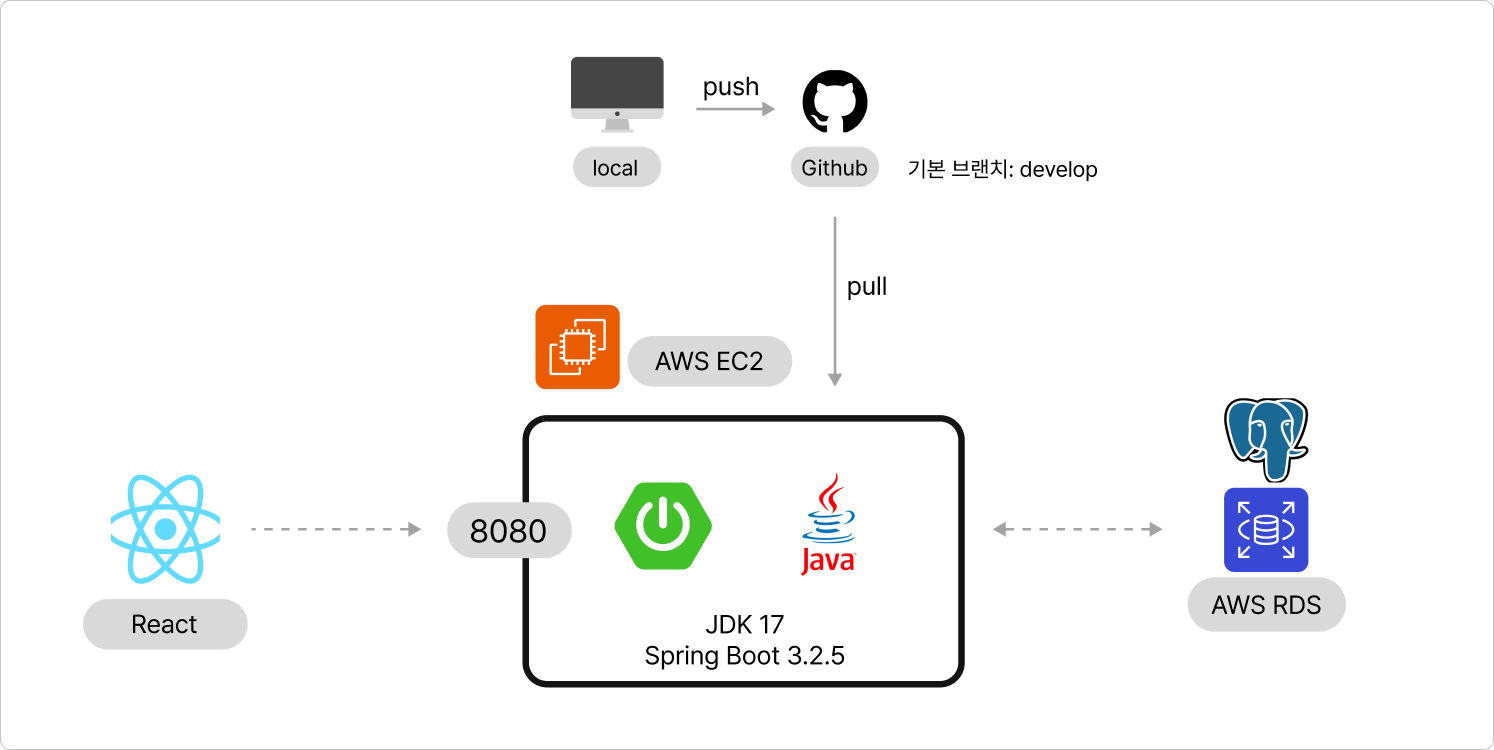 push
local
Github
기본 브랜치: develop
pull
AWS EC2
React
8080
Java
JDK 17
Spring Boot 3.2.5
AWS RDS